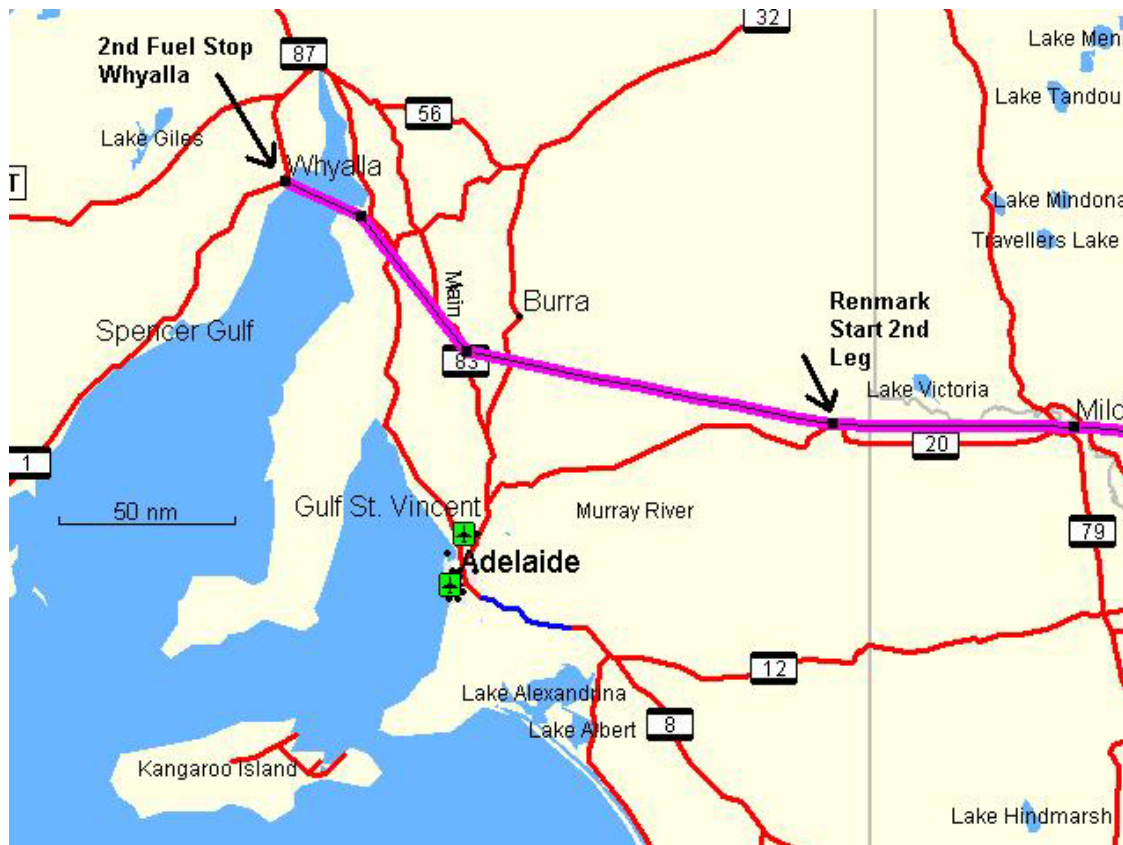 32
2nd Fuel Stop
Whyalla
87
Lake Men
Lake Tandou
56
Lake Giles
Whyalla
T
Lake Mindona
Travellers Lake
Main
Burra
Renmark
Start 2nd
Leg
Spencer Gulf
83
Lake Victoria
Mild
20
1
50 nm
Gulf St. Vincent
Murray River
79
Adelaide
12
Lake Alexandrina
Lake Albert
8
Kangaroo Island
Lake Hindmarsh